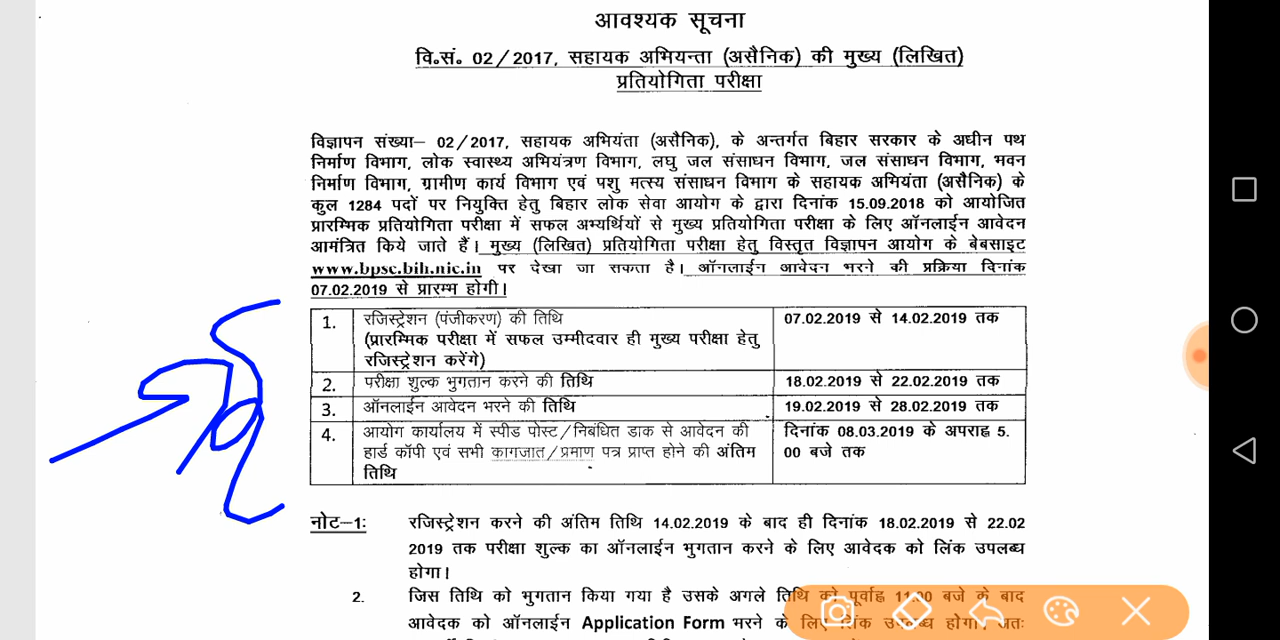 आवश्यक सूचना
वि.सं. 02/2017, सहायक अभियन्ता (असैनिक) की मुख्य (लिखित)
प्रतियोगिता परीक्षा
विज्ञापन संख्या– 02/2017, सहायक अभियंता (असैनिक), के अन्तर्गत बिहार सरकार के अधीन पथ
निर्माण विभाग, लोक स्वास्थ्य अभियंत्रण विभाग, लघु जल संसाधन विभाग, जल संसाधन विभाग, भवन
निर्माण विभाग, ग्रामीण कार्य विभाग एवं पशु मत्स्य संसाधन विभाग के सहायक अभियंता (असैनिक) के
कुल 1284 पदों पर नियुक्ति हेतु बिहार लोक सेवा आयोग के द्वारा दिनांक 15.09.2018 को आयोजित
प्रारम्भिक प्रतियोगिता परीक्षा में सफल अभ्यर्थियों से मुख्य प्रतियोगिता परीक्षा के लिए ऑनलाईन आवेदन
आमंत्रित किये जाते हैं। मुख्य (लिखित) प्रतियोगिता परीक्षा हेतु विस्तृत विज्ञापन आयोग के बेबसाइट
www.bpsc.bih.nic.in पर देखा जा सकता है। ऑनलाईन आवेदन भरने की प्रक्रिया दिनांक
07.02.2019 से प्रारम्भ होगी।
1. रजिस्ट्रेशन (पंजीकरण) की तिथि 07.02.2019 से 14.02.2019 तक
(प्रारम्भिक परीक्षा में सफल उम्मीदवार ही मुख्य परीक्षा हेतु
रजिस्ट्रेशन करेंगे)
2. परीक्षा शुल्क भुगतान करने की तिथि 18.02.2019 से 22.02.2019 तक
3. ऑनलाईन आवेदन भरने की तिथि 19.02.2019 से 28.02.2019 तक
4. आयोग कार्यालय में स्पीड पोस्ट/निबंधित डाक से आवेदन की दिनांक 08.03.2019 के अपराह्न 5.
हार्ड कॉपी एवं सभी कागजात/प्रमाण पत्र प्राप्त होने की अंतिम 00 बजे तक
तिथि
नोट–1: रजिस्ट्रेशन करने की अंतिम तिथि 14.02.2019 के बाद ही दिनांक 18.02.2019 से 22.02
2019 तक परीक्षा शुल्क का ऑनलाईन भुगतान करने के लिए आवेदक को लिंक उपलब्ध
होगा।
2. जिस तिथि को भुगतान किया गया है उसके अगले तिथि को पूर्वाह्न 11.00 बजे के बाद
आवेदक को ऑनलाईन Application Form भरने के लिए लिंक उपलब्ध होगा। अतः